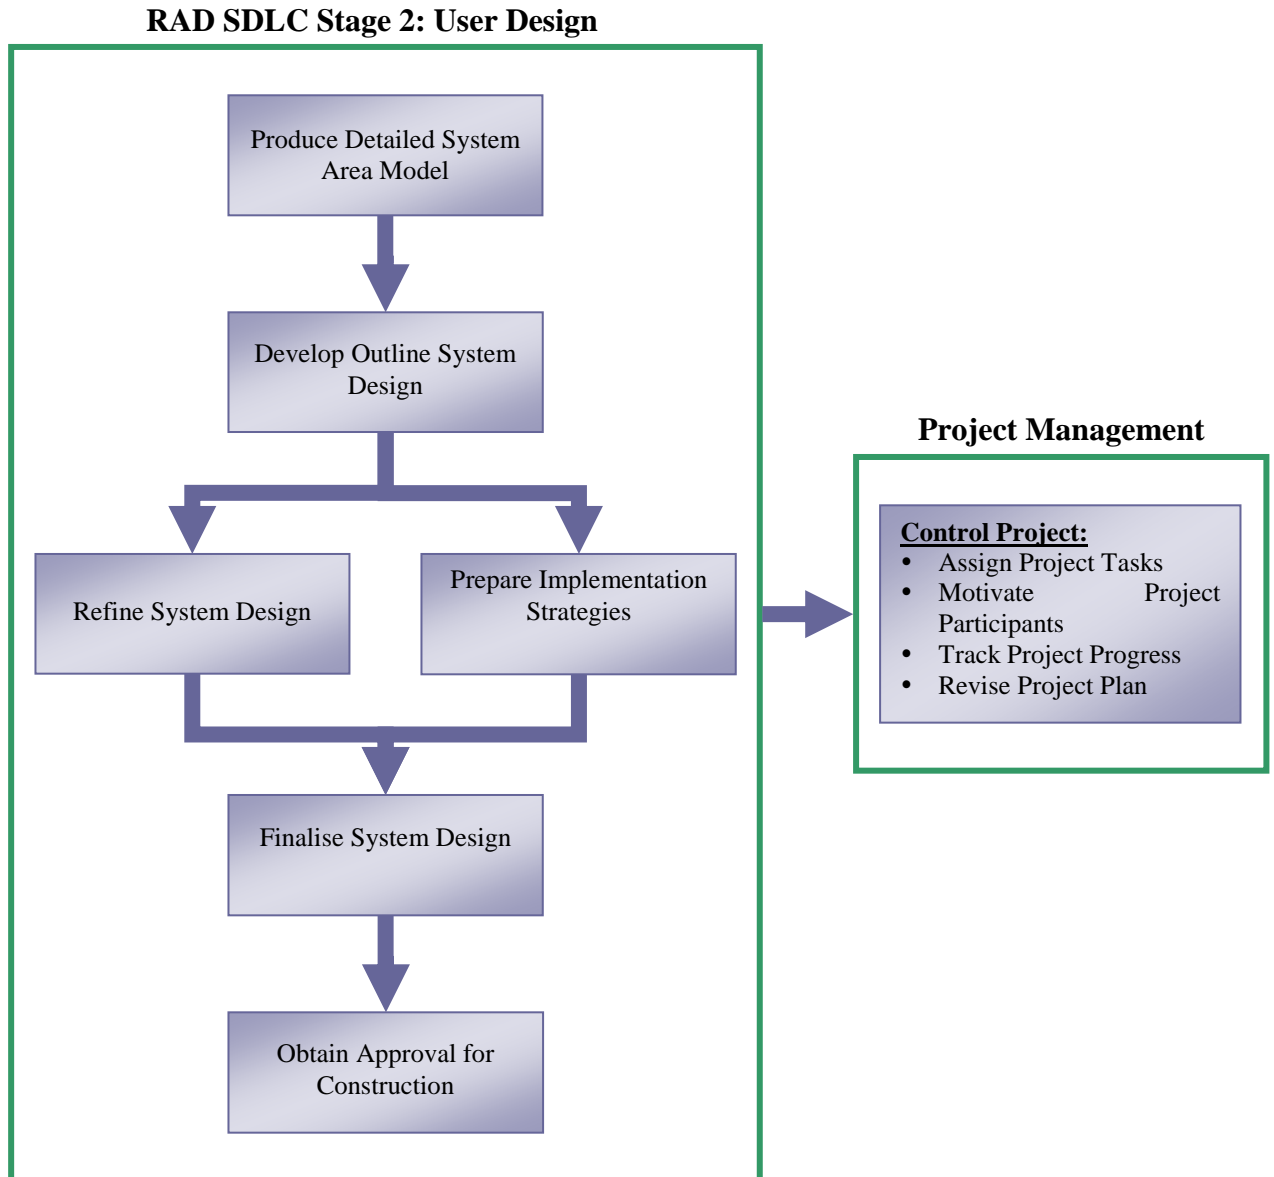 RAD SDLC Stage 2: User Design
Produce Detailed System
Area Model
Develop Outline System
Design
Refine System Design
Prepare Implementation
Strategies
Finalise System Design
Obtain Approval for
Construction
Project Management
Control Project:
• Assign Project Tasks
• Motivate Project
Participants
• Track Project Progress
• Revise Project Plan